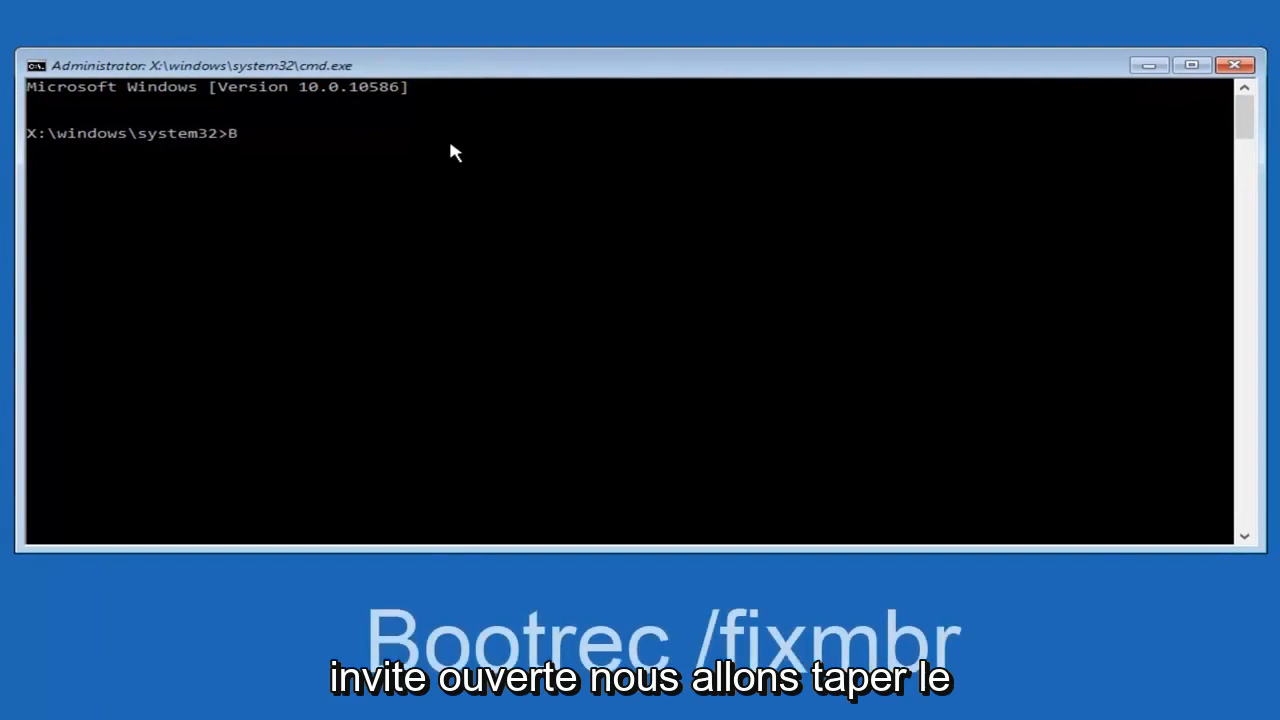 Administrator: X:\windows\system32\cmd.exe
Microsoft Windows [Version 10.0.10586]
X:\windows\system32>B
Bootrec /fixmbr
invite ouverte nous allons taper le